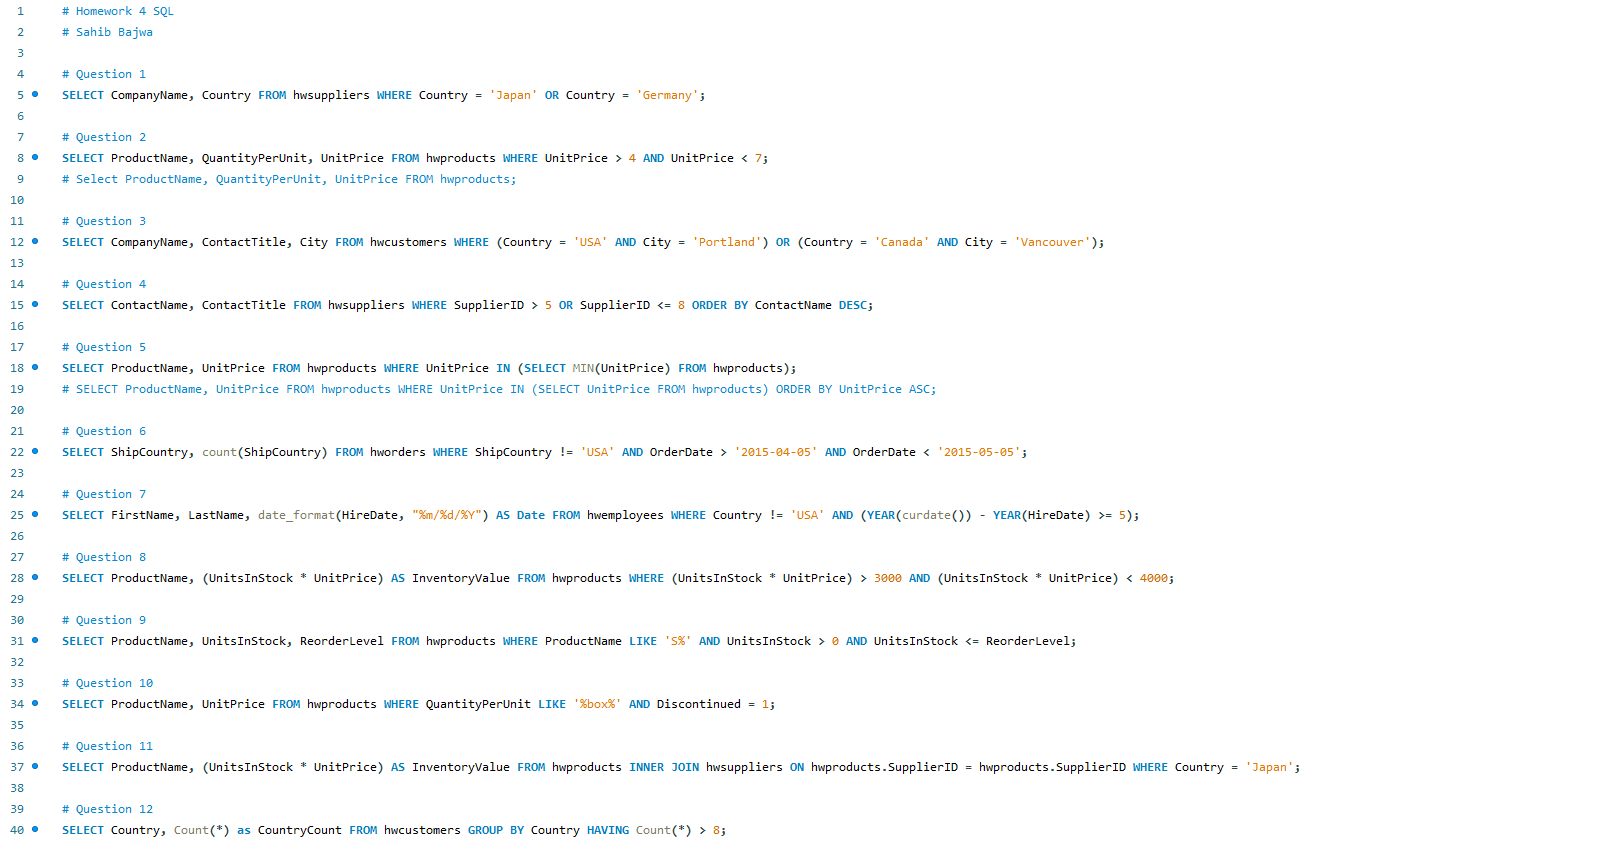 1 # Homework 4 SQL
2 # Sahib Bajwa
3
4 # Question 1
5 SELECT CompanyName, Country FROM hwsuppliers WHERE Country = 'Japan' OR Country = 'Germany';
6
7 # Question 2
8 SELECT ProductName, QuantityPerUnit, UnitPrice FROM hwproducts WHERE UnitPrice > 4 AND UnitPrice < 7;
9 # Select ProductName, QuantityPerUnit, UnitPrice FROM hwproducts;
10
11 # Question 3
12 SELECT CompanyName, ContactTitle, City FROM hwcustomers WHERE (Country = 'USA' AND City = 'Portland') OR (Country = 'Canada' AND City = 'Vancouver');
13
14 # Question 4
15 SELECT ContactName, ContactTitle FROM hwsuppliers WHERE SupplierID > 5 OR SupplierID <= 8 ORDER BY ContactName DESC;
16
17 # Question 5
18 SELECT ProductName, UnitPrice FROM hwproducts WHERE UnitPrice IN (SELECT MIN(UnitPrice) FROM hwproducts);
19 # SELECT ProductName, UnitPrice FROM hwproducts WHERE UnitPrice IN (SELECT UnitPrice FROM hwproducts) ORDER BY UnitPrice ASC;
20
21 # Question 6
22 SELECT ShipCountry, count(ShipCountry) FROM hworders WHERE ShipCountry != 'USA' AND OrderDate > '2015-04-05' AND OrderDate < '2015-05-05';
23
24 # Question 7
25 SELECT FirstName, LastName, date_format(HireDate, "%m/%d/%Y") AS Date FROM hwemployees WHERE Country != 'USA' AND (YEAR(curdate()) - YEAR(HireDate) >= 5);
26
27 # Question 8
28 SELECT ProductName, (UnitsInStock * UnitPrice) AS InventoryValue FROM hwproducts WHERE (UnitsInStock * UnitPrice) > 3000 AND (UnitsInStock * UnitPrice) < 4000;
29
30 # Question 9
31 SELECT ProductName, UnitsInStock, ReorderLevel FROM hwproducts WHERE ProductName LIKE 'S%' AND UnitsInStock > 0 AND UnitsInStock <= ReorderLevel;
32
33 # Question 10
34 SELECT ProductName, UnitPrice FROM hwproducts WHERE QuantityPerUnit LIKE '%box%' AND Discontinued = 1;
35
36 # Question 11
37 SELECT ProductName, (UnitsInStock * UnitPrice) AS InventoryValue FROM hwproducts INNER JOIN hwsuppliers ON hwproducts.SupplierID = hwproducts.SupplierID WHERE Country = 'Japan';
38
39 # Question 12
40 SELECT Country, Count(*) as CountryCount FROM hwcustomers GROUP BY Country HAVING Count(*) > 8;